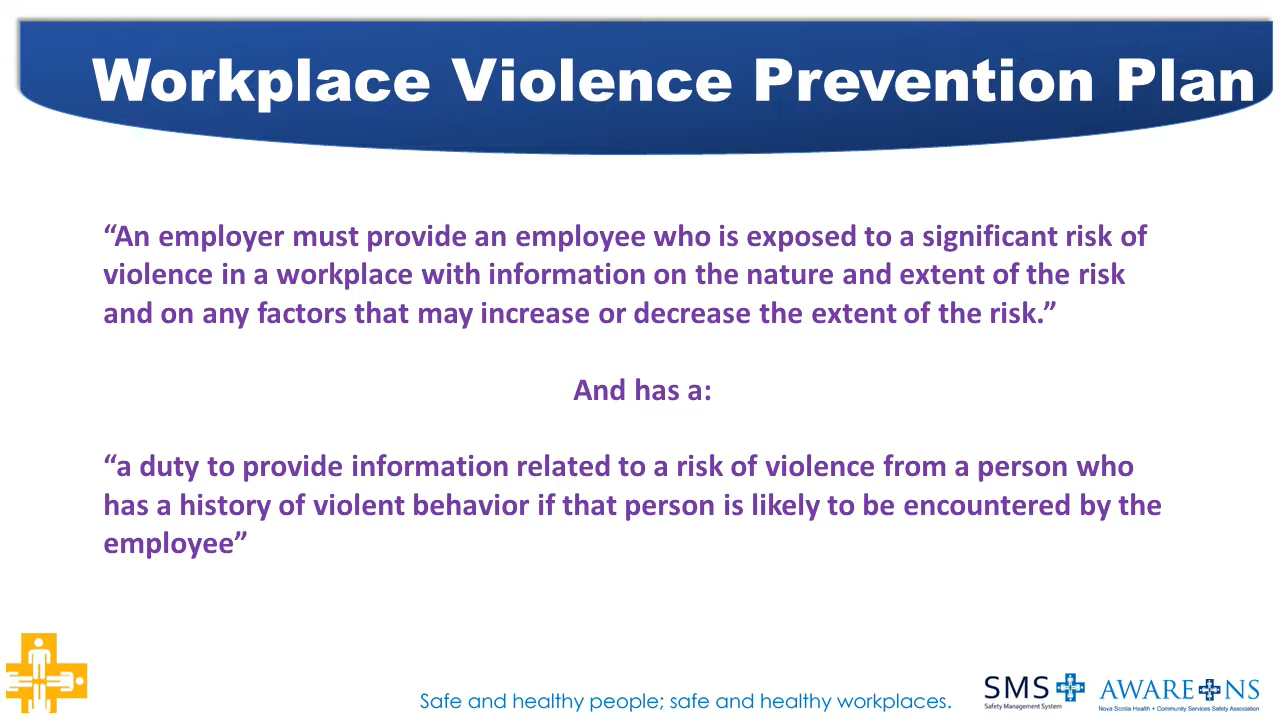 Workplace Violence Prevention Plan
“An employer must provide an employee who is exposed to a significant risk of
violence in a workplace with information on the nature and extent of the risk
and on any factors that may increase or decrease the extent of the risk.”
And has a:
“a duty to provide information related to a risk of violence from a person who
has a history of violent behavior if that person is likely to be encountered by the
employee”
Safe and healthy people; safe and healthy workplaces.
SMS
Safety Management System
AWARE NS
Nova Scotia Health + Community Services Safety Association